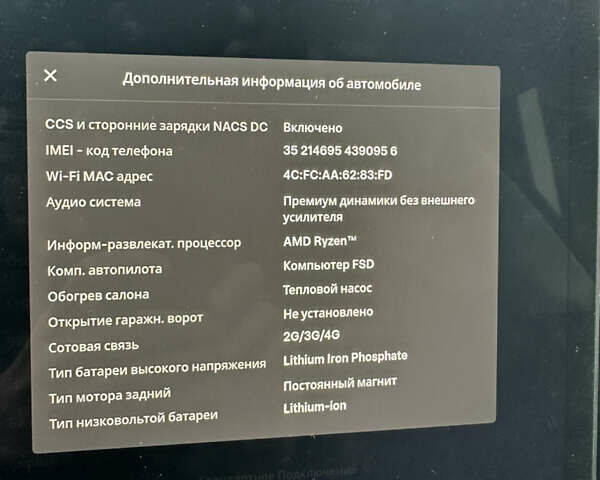 ✕ Дополнительная информация об автомобиле
CCS и сторонние зарядки NACS DC Включено
IMEI - код телефона 35 214695 439095 6
Wi-Fi MAC адрес 4C:FC:AA:62:83:FD
Аудио система Премиум динамики без внешнего
усилителя
Информ-развлекат. процессор AMD Ryzen™
Комп. автопилота Компьютер FSD
Обогрев салона Тепловой насос
Открытие гаражн. ворот Не установлено
Сотовая связь 2G/3G/4G
Тип батареи высокого напряжения Lithium Iron Phosphate
Тип мотора задний Постоянный магнит
Тип низковольтой батареи Lithium-ion
Подключения